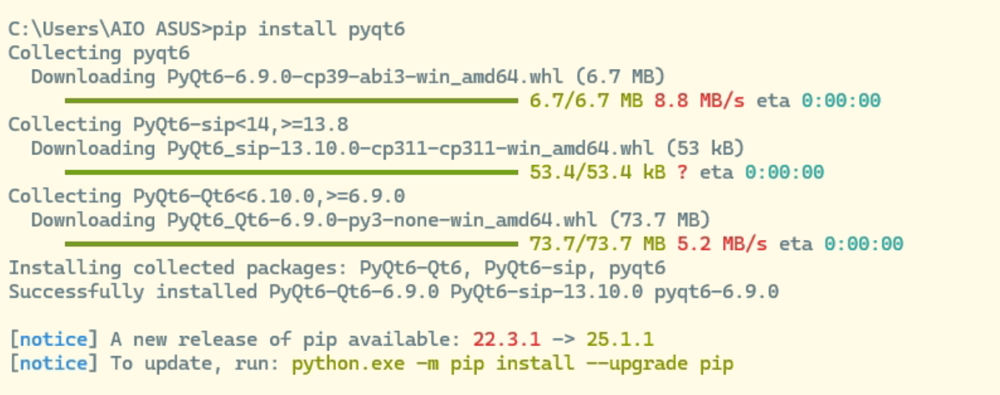 C:\Users\AIO ASUS>pip install pyqt6
Collecting pyqt6
  Downloading PyQt6-6.9.0-cp39-abi3-win_amd64.whl (6.7 MB)
6.7/6.7 MB 8.8 MB/s eta 0:00:00
Collecting PyQt6-sip<14,>=13.8
  Downloading PyQt6_sip-13.10.0-cp311-cp311-win_amd64.whl (53 kB)
53.4/53.4 kB ? eta 0:00:00
Collecting PyQt6-Qt6<6.10.0,>=6.9.0
  Downloading PyQt6_Qt6-6.9.0-py3-none-win_amd64.whl (73.7 MB)
73.7/73.7 MB 5.2 MB/s eta 0:00:00
Installing collected packages: PyQt6-Qt6, PyQt6-sip, pyqt6
Successfully installed PyQt6-Qt6-6.9.0 PyQt6-sip-13.10.0 pyqt6-6.9.0
[notice] A new release of pip available: 22.3.1 -> 25.1.1
[notice] To update, run: python.exe -m pip install --upgrade pip